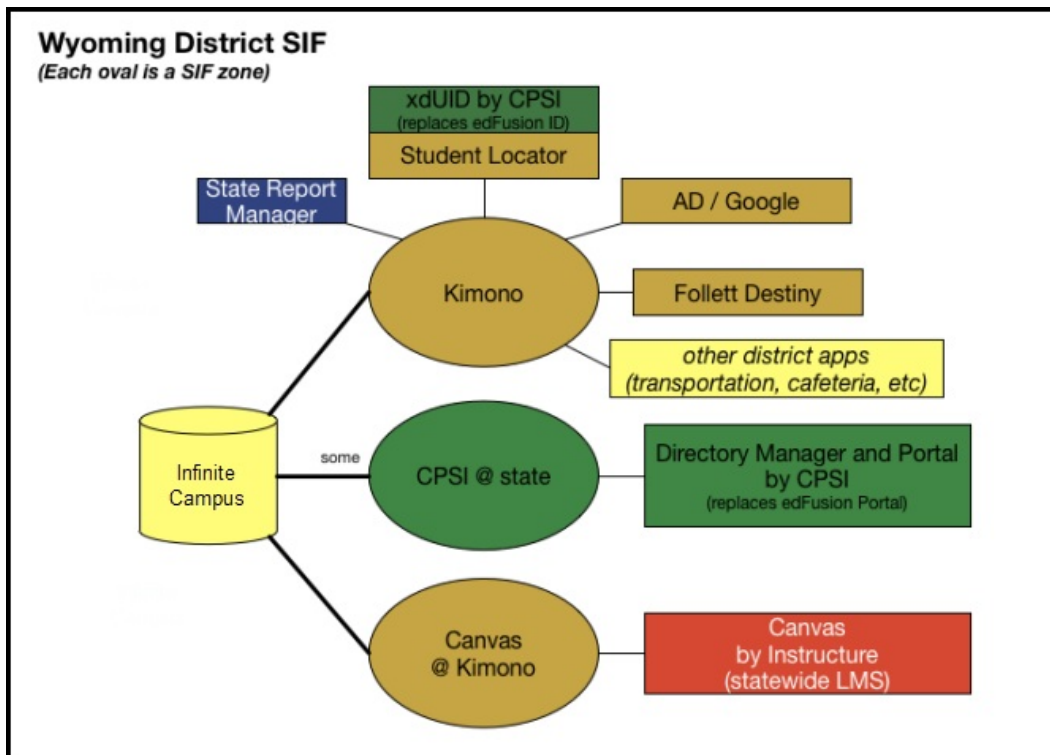 Wyoming District SIF
(Each oval is a SIF zone)
xdUID by CPSI
(replaces edFusion ID)
Student Locator
State Report
Manager
AD / Google
Kimono
Follett Destiny
other district apps
(transportation, cafeteria, etc)
Infinite
Campus
some
CPSI @ state
Directory Manager and Portal
by CPSI
(replaces edFusion Portal)
Canvas
@ Kimono
Canvas
by Instructure
(statewide LMS)